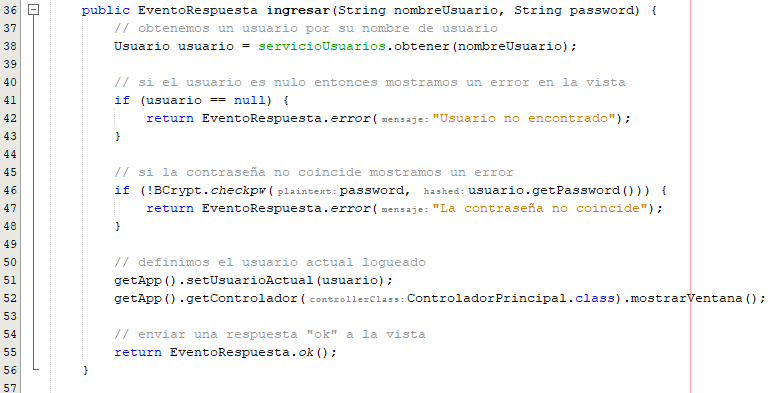 36 public EventoRespuesta ingresar(String nombreUsuario, String password) {
37 // obtenemos un usuario por su nombre de usuario
38 Usuario usuario = servicioUsuarios.obtener(nombreUsuario);
39
40 // si el usuario es nulo entonces mostramos un error en la vista
41 if (usuario == null) {
42 return EventoRespuesta.error(mensaje: "Usuario no encontrado");
43 }
44
45 // si la contraseña no coincide mostramos un error
46 if (!BCrypt.checkpw(plaintext: password, hashed: usuario.getPassword())) {
47 return EventoRespuesta.error(mensaje: "La contraseña no coincide");
48 }
49
50 // definimos el usuario actual logueado
51 getApp().setUsuarioActual(usuario);
52 getApp().getControlador(controllerClass: ControladorPrincipal.class).mostrarVentana();
53
54 // enviar una respuesta "ok" a la vista
55 return EventoRespuesta.ok();
56 }
57